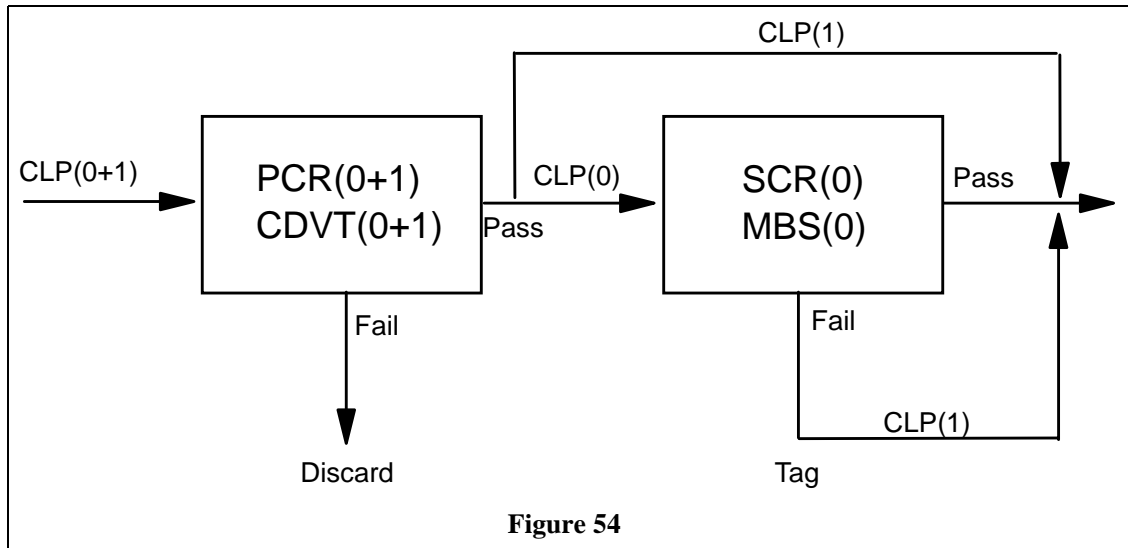 CLP(1)
CLP(0+1)
PCR(0+1)
CDVT(0+1)
Pass
CLP(0)
SCR(0)
MBS(0)
Pass
Fail
Fail
CLP(1)
Discard
Tag
Figure 54